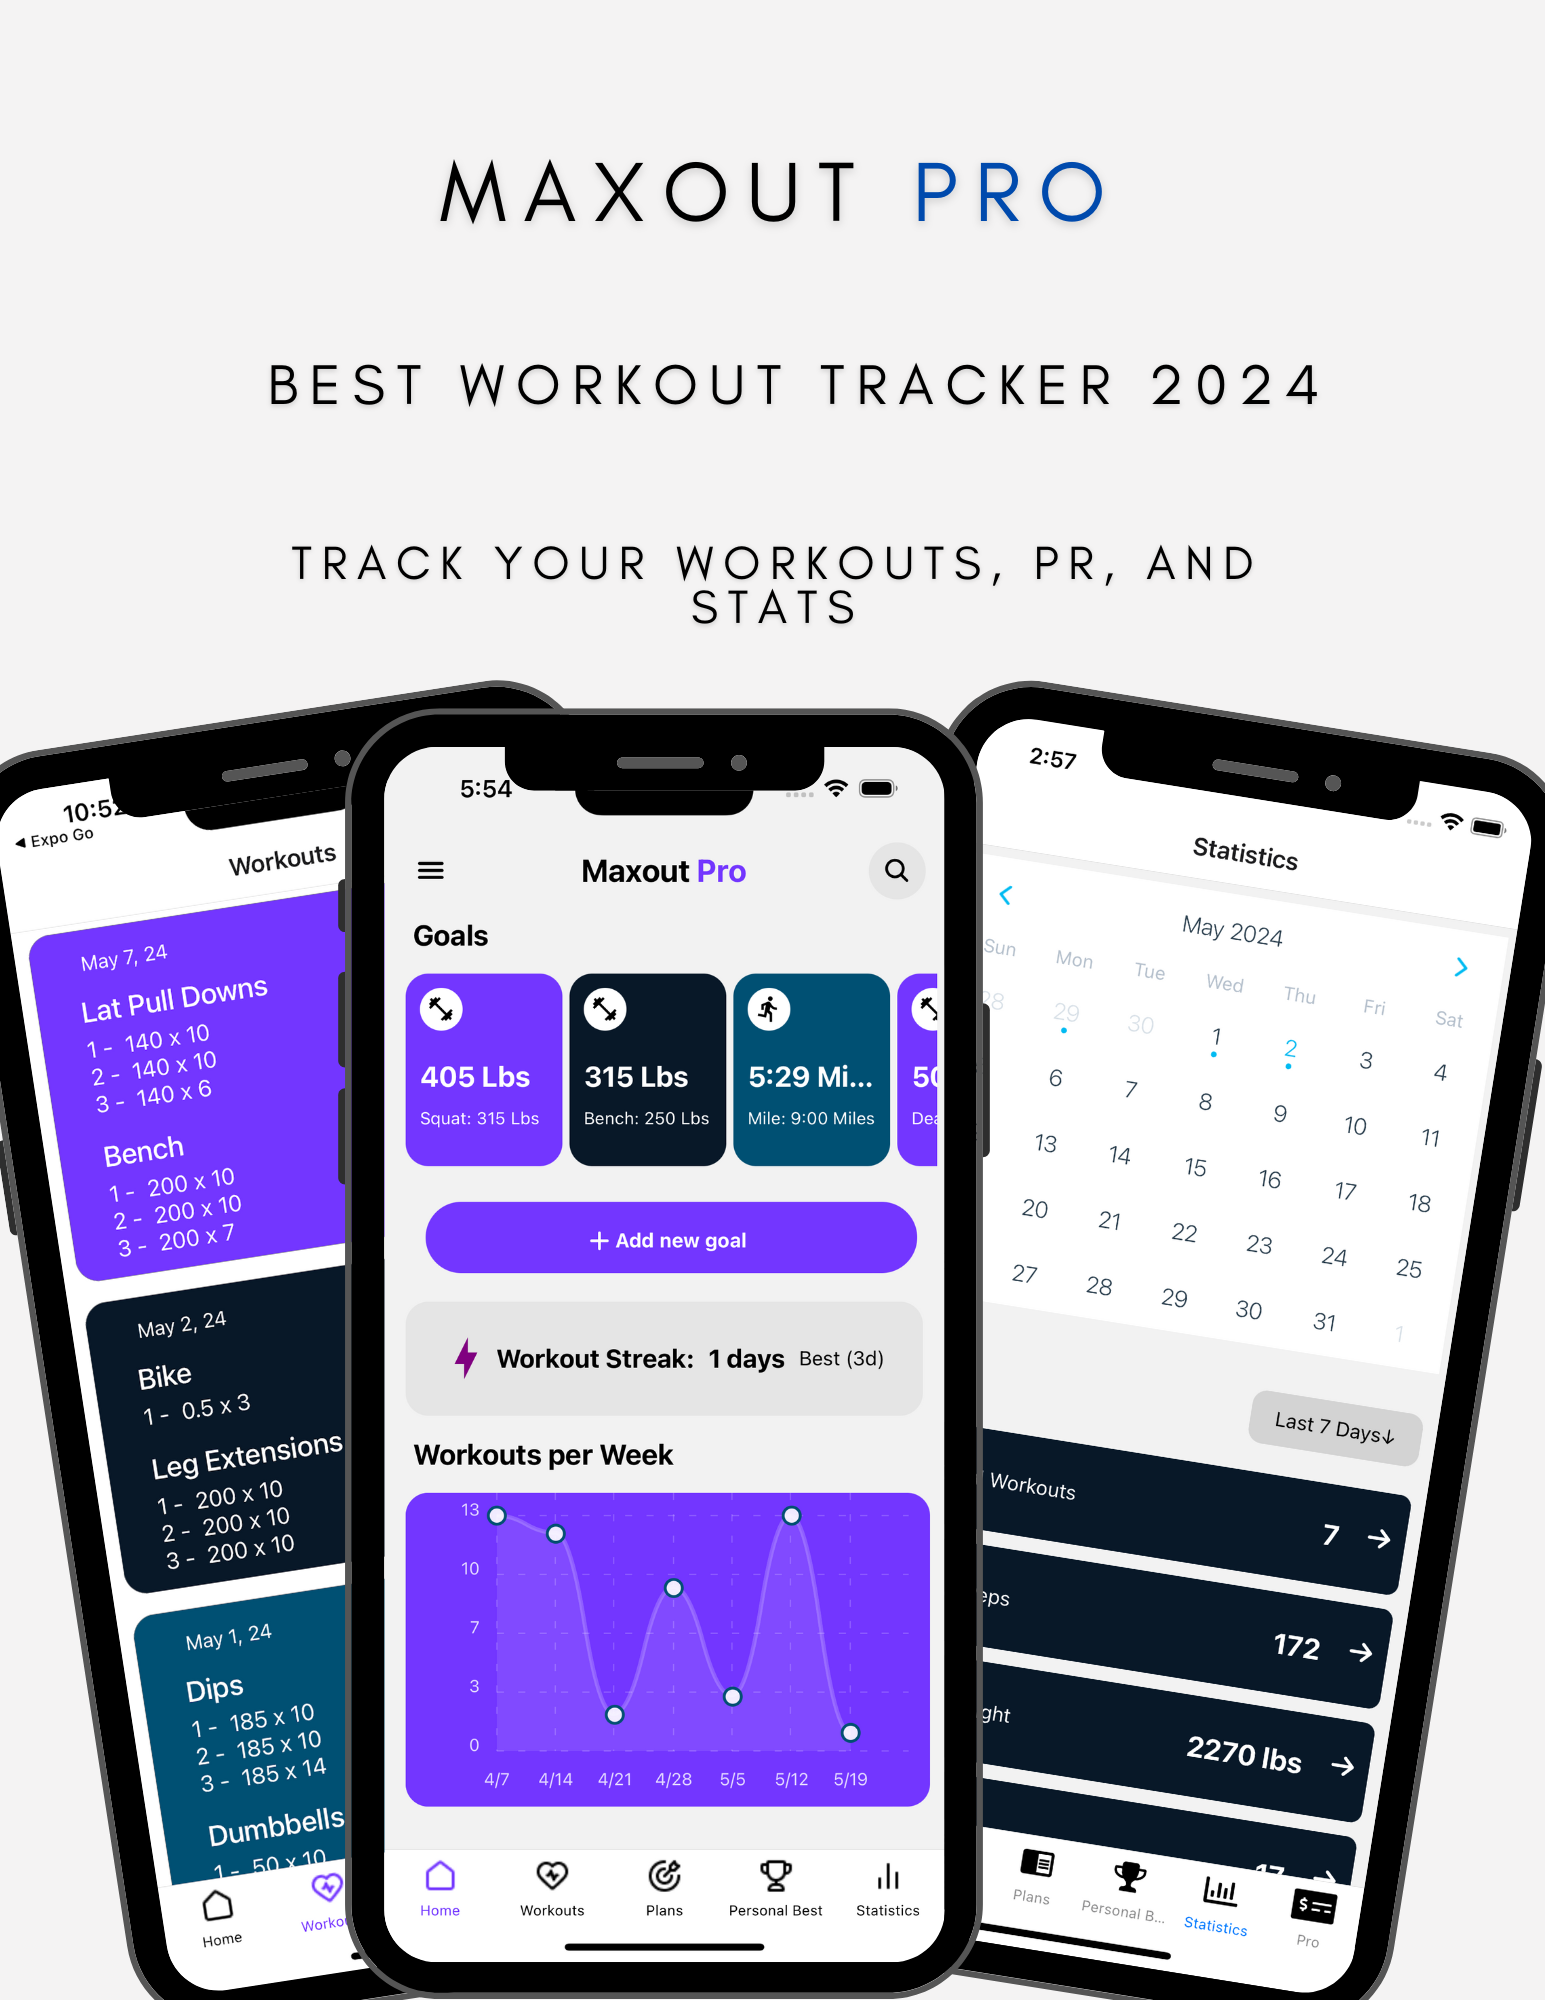 MAXOUT PRO
BEST WORKOUT TRACKER 2024
TRACK YOUR WORKOUTS, PR, AND
STATS
10:52
◀ Expo Go
Workouts
May 7, 24
Lat Pull Downs
1 - 140 x 10
2 - 140 x 10
3 - 140 x 6
Bench
1 - 200 x 10
2 - 200 x 10
3 - 200 x 7
May 2, 24
Bike
1 - 0.5 x 3
Leg Extensions
1 - 200 x 10
2 - 200 x 10
3 - 200 x 10
May 1, 24
Dips
1 - 185 x 10
2 - 185 x 10
3 - 185 x 14
Dumbbells
1 - 50 x 10
Home
5:54
Maxout Pro
Goals
405 Lbs
Squat: 315 Lbs
315 Lbs
Bench: 250 Lbs
5:29 Mi...
Mile: 9:00 Miles
+ Add new goal
Workout Streak: 1 days Best (3d)
Workouts per Week
13
10
7
3
0
4/7 4/14 4/21 4/28 5/5 5/12 5/19
Home Workouts Plans Personal Best Statistics
2:57
Statistics
May 2024
Sun Mon Tue Wed Thu Fri Sat
28 29 30 1 2 3 4
6 7 8 9 10 11
13 14 15 16 17 18
20 21 22 23 24 25
27 28 29 30 31 1
Last 7 Days↓
Workouts
7 →
172 →
2270 lbs →
17 →
Plans Personal B... Statistics Pro